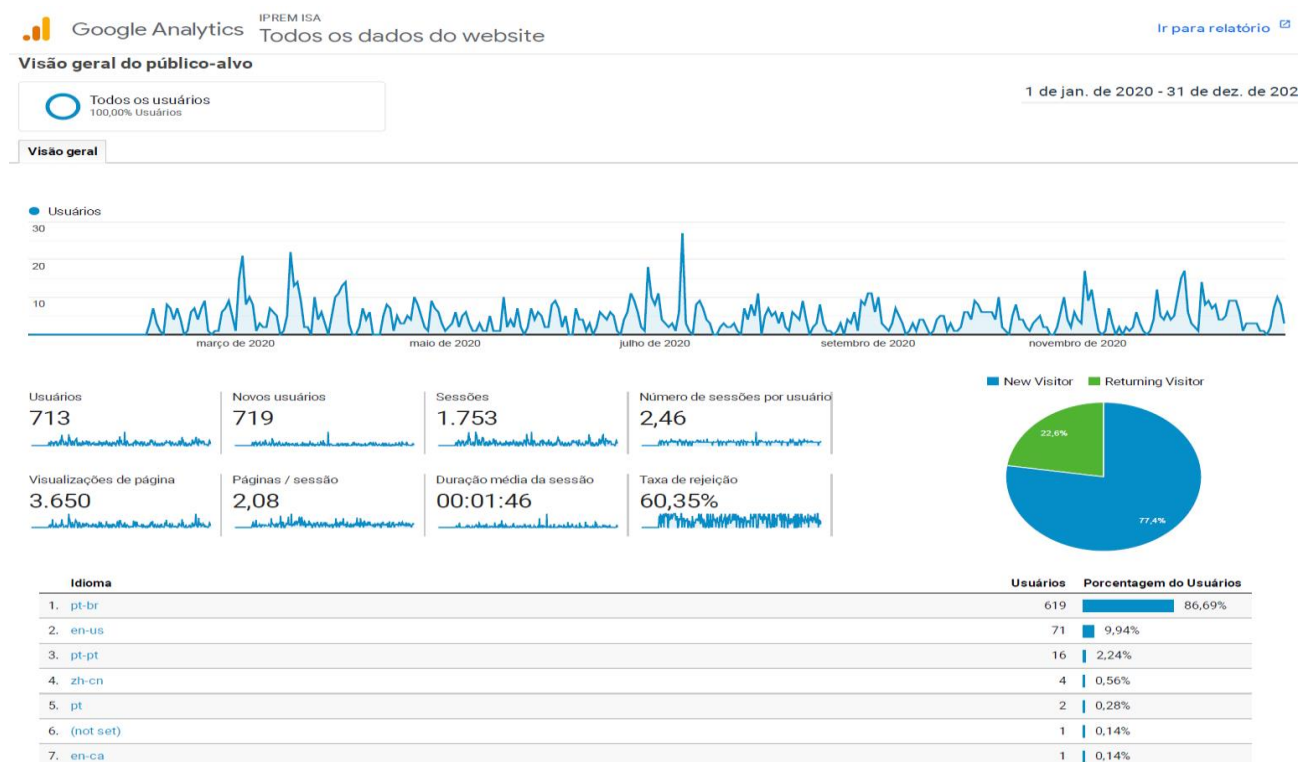 Google Analytics
IPREM ISA
Todos os dados do website
Ir para relatório
Visão geral do público-alvo
Todos os usuários
100,00% Usuários
1 de jan. de 2020 - 31 de dez. de 202
Visão geral
Usuários
30
20
10
março de 2020
maio de 2020
julho de 2020
setembro de 2020
novembro de 2020
Usuários
713
Novos usuários
719
Sessões
1.753
Número de sessões por usuário
2,46
Visualizações de página
3.650
Páginas / sessão
2,08
Duração média da sessão
00:01:46
Taxa de rejeição
60,35%
New Visitor
Returning Visitor
22,6%
77,4%
Idioma Usuários Porcentagem do Usuários
1. pt-br 619 86,69%
2. en-us 71 9,94%
3. pt-pt 16 2,24%
4. zh-cn 4 0,56%
5. pt 2 0,28%
6. (not set) 1 0,14%
7. en-ca 1 0,14%